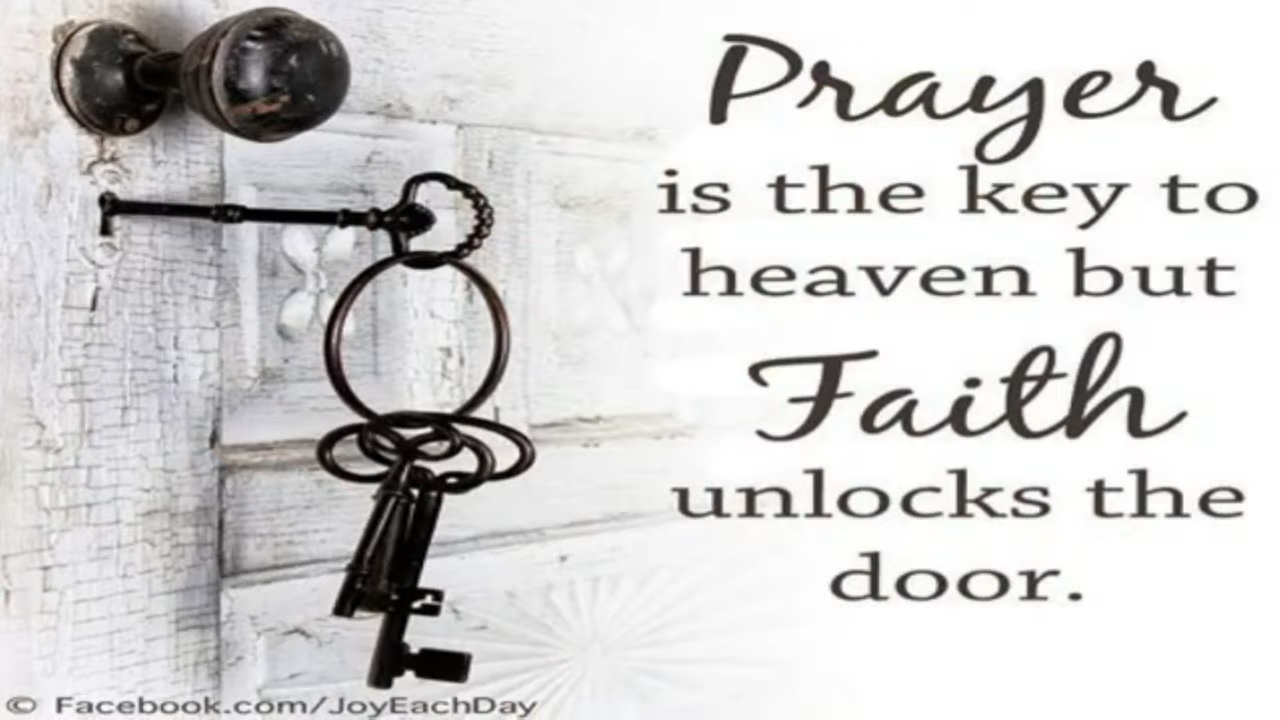 Prayer
is the key to
heaven but
Faith
unlocks the
door.
© Facebook.com/JoyEachDay